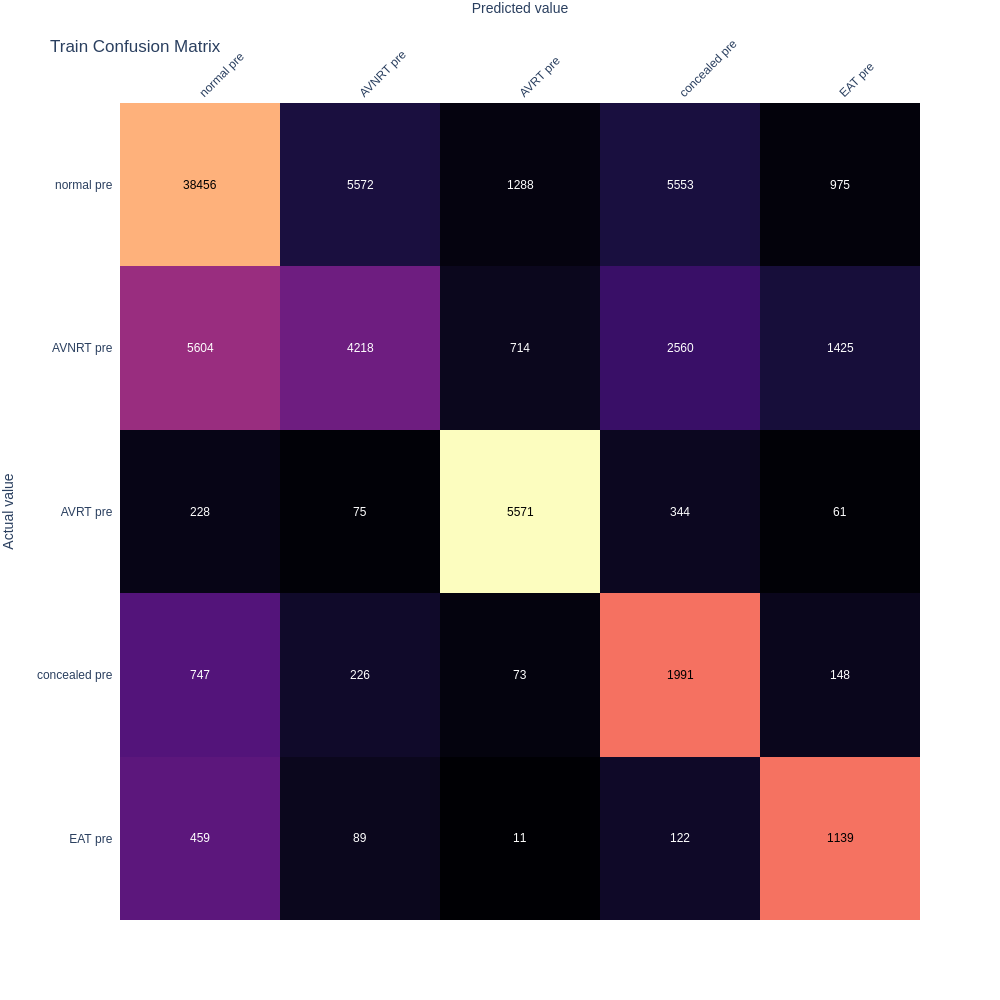 Predicted value
Train Confusion Matrix
normal pre AVNRT pre AVRT pre concealed pre EAT pre
normal pre 38456 5572 1288 5553 975
AVNRT pre 5604 4218 714 2560 1425
Actual value
AVRT pre 228 75 5571 344 61
concealed pre 747 226 73 1991 148
EAT pre 459 89 11 122 1139